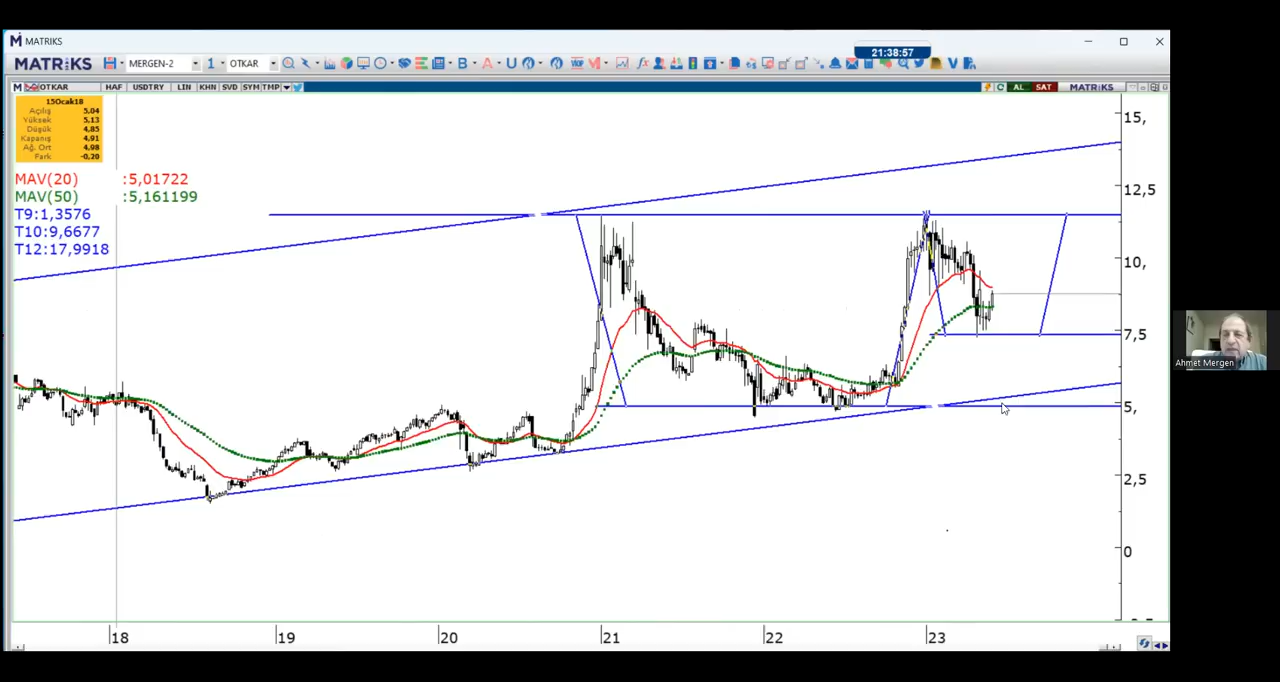 MATRIKS
MATRIKS MERGEN-2 1 OTKAR 21:38:57
OTKAR HAF USDTRY LIN KHN SVD SYM TMP AL SAT MATRIKS
15Ocak18
Açılış 5,04
Yüksek 5,13
Düşük 4,85
Kapanış 4,91
Ağ. Ort 4,98
Fark -0,20
MAV(20) :5,01722
MAV(50) :5,161199
T9:1,3576
T10:9,6677
T12:17,9918
15,
12,5
10,
7,5
5,
2,5
0
18 19 20 21 22 23
Ahmet Mergen